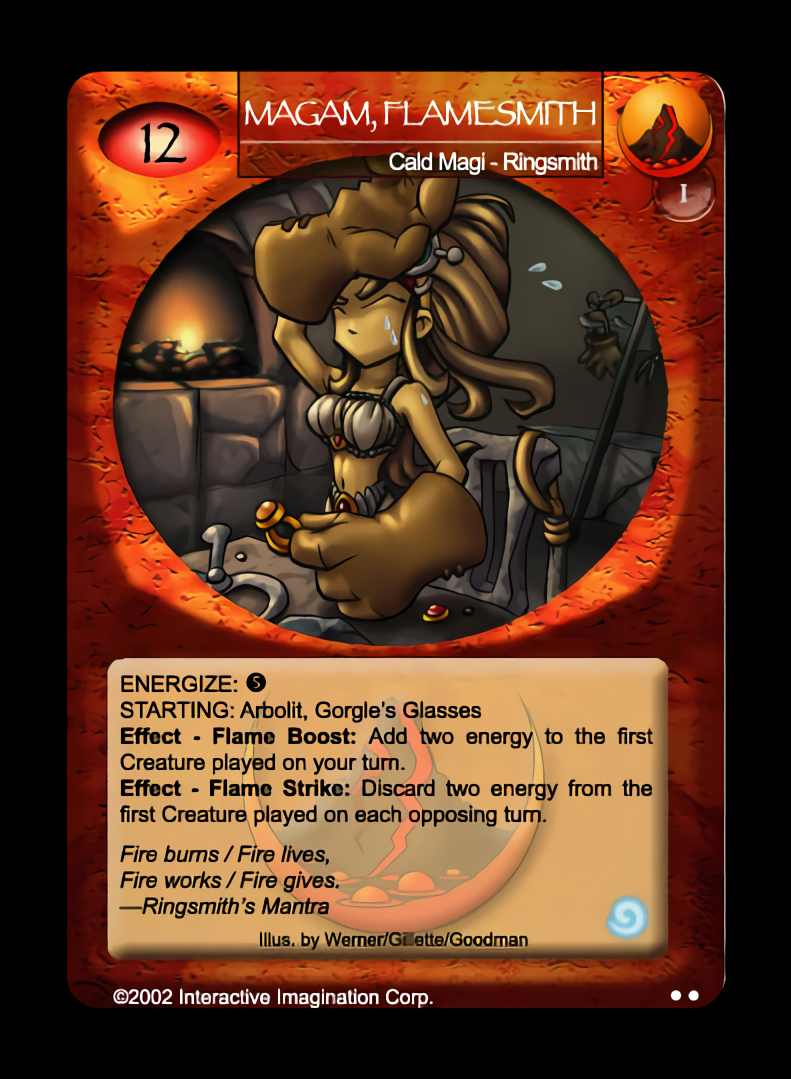 12
MAGAM, FLAMESMITH
Cald Magi - Ringsmith
I
ENERGIZE: 5
STARTING: Arbolit, Gorgle's Glasses
Effect - Flame Boost: Add two energy to the first
Creature played on your turn.
Effect - Flame Strike: Discard two energy from the
first Creature played on each opposing turn.
Fire burns / Fire lives,
Fire works / Fire gives.
—Ringsmith's Mantra
Illus. by Werner/Gillette/Goodman
©2002 Interactive Imagination Corp.